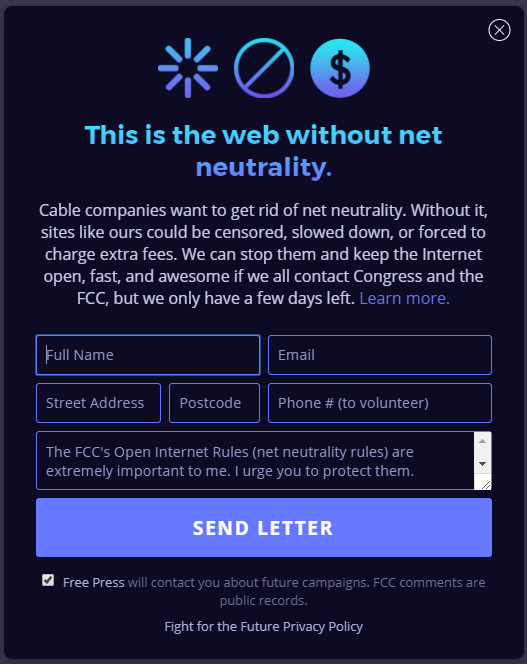 $
This is the web without net
neutrality.
Cable companies want to get rid of net neutrality. Without it,
sites like ours could be censored, slowed down, or forced to
charge extra fees. We can stop them and keep the Internet
open, fast, and awesome if we all contact Congress and the
FCC, but we only have a few days left. Learn more.
Full Name Email
Street Address Postcode Phone # (to volunteer)
The FCC's Open Internet Rules (net neutrality rules) are
extremely important to me. I urge you to protect them.
SEND LETTER
Free Press will contact you about future campaigns. FCC comments are
public records.
Fight for the Future Privacy Policy